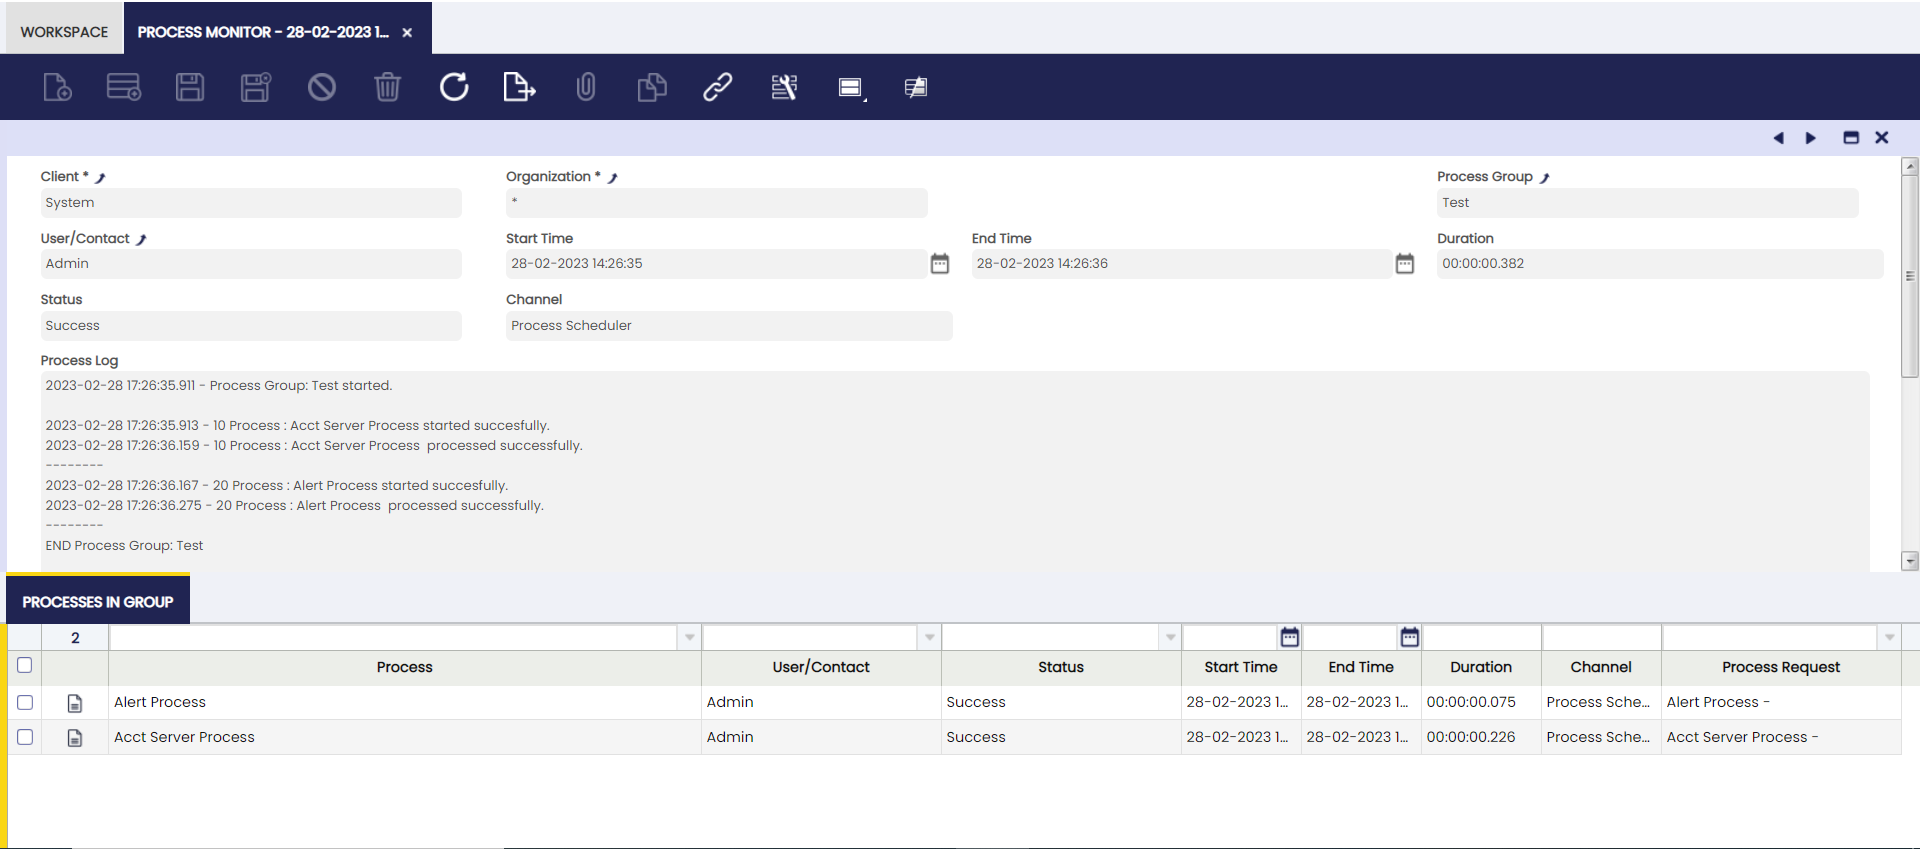 WORKSPACE PROCESS MONITOR - 28-02-2023 1...
Client * Organization * Process Group
System * Test
User/Contact Start Time End Time Duration
Admin 28-02-2023 14:26:35 28-02-2023 14:26:36 00:00:00.382
Status Channel
Success Process Scheduler
Process Log
2023-02-28 17:26:35.911 - Process Group: Test started.
2023-02-28 17:26:35.913 - 10 Process : Acct Server Process started succesfully.
2023-02-28 17:26:36.159 - 10 Process : Acct Server Process  processed successfully.
--------
2023-02-28 17:26:36.167 - 20 Process : Alert Process started succesfully.
2023-02-28 17:26:36.275 - 20 Process : Alert Process  processed successfully.
--------
END Process Group: Test
PROCESSES IN GROUP
2
Process User/Contact Status Start Time End Time Duration Channel Process Request
Alert Process Admin Success 28-02-2023 1... 28-02-2023 1... 00:00:00.075 Process Sche... Alert Process -
Acct Server Process Admin Success 28-02-2023 1... 28-02-2023 1... 00:00:00.226 Process Sche... Acct Server Process -